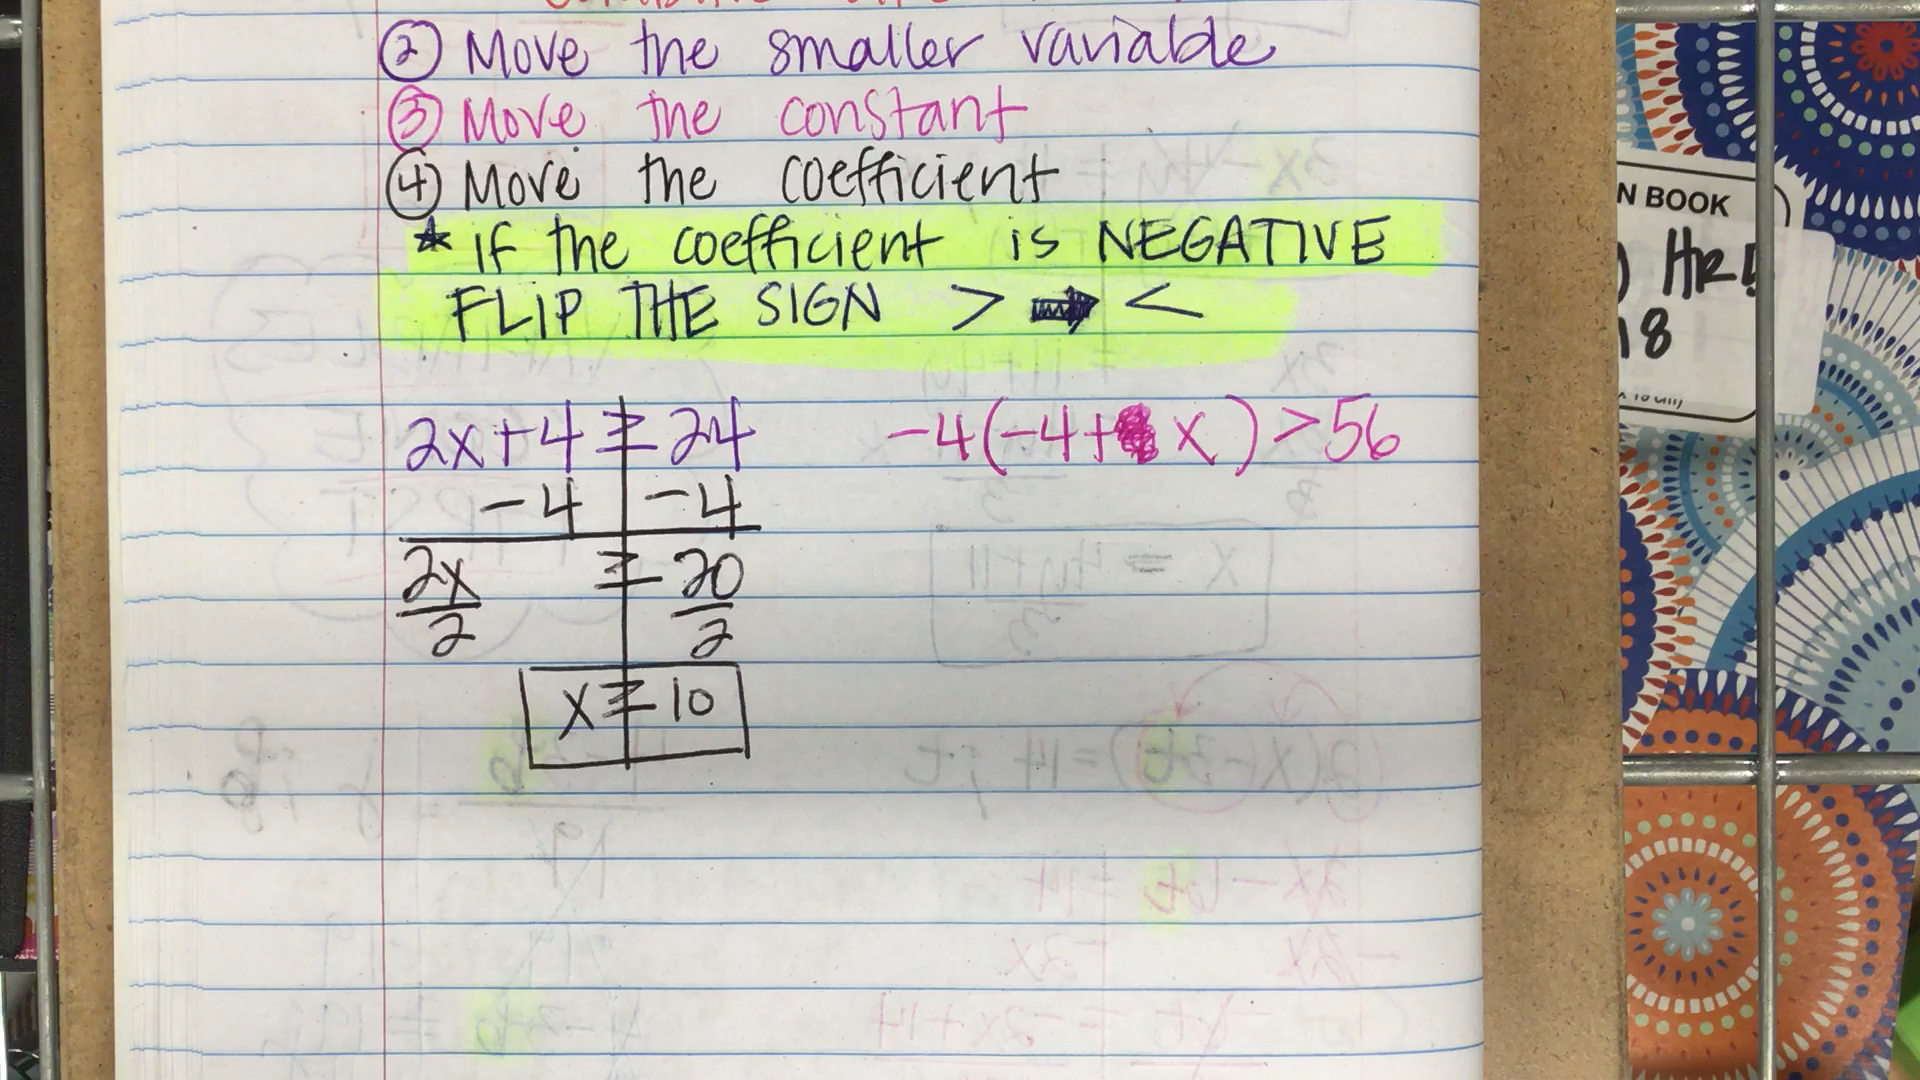 ② Move the smaller variable
③ Move the constant
④ Move the coefficient
★ if the coefficient is NEGATIVE
FLIP THE SIGN > ➡ <
2x+4 ≥ 24
-4 | -4
2x/2 ≥ 20/2
x ≥ 10
-4(-4+ x) > 56
N BOOK
HR!
18